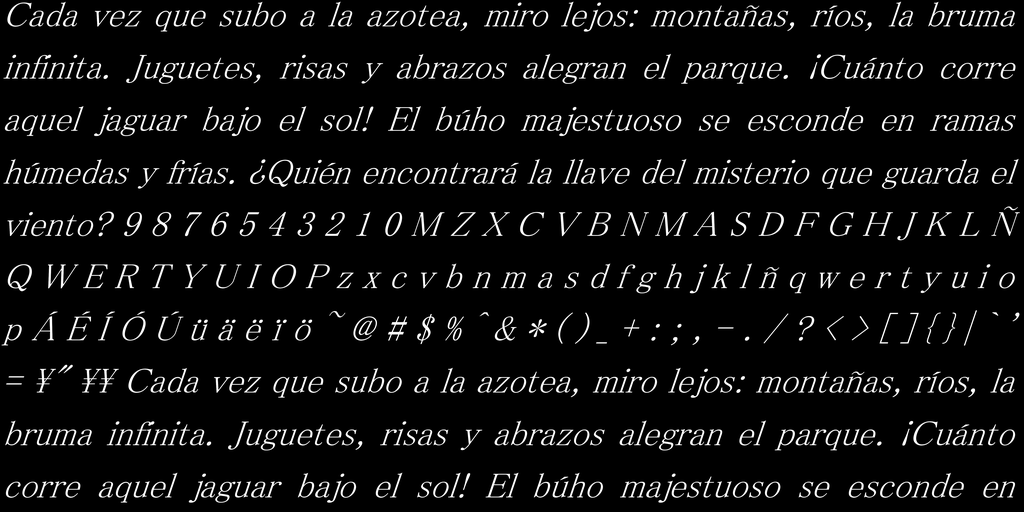 Cada vez que subo a la azotea, miro lejos: montañas, ríos, la bruma
infinita. Juguetes, risas y abrazos alegran el parque. ¡Cuánto corre
aquel jaguar bajo el sol! El búho majestuoso se esconde en ramas
húmedas y frías. ¿Quién encontrará la llave del misterio que guarda el
viento? 9 8 7 6 5 4 3 2 1 0 M Z X C V B N M A S D F G H J K L Ñ
Q W E R T Y U I O P z x c v b n m a s d f g h j k l ñ q w e r t y u i o
p Á É Í Ó Ú ü ä ë ï ö ~ @ # $ % ^ & * ( ) _ + : ; , - . / ? < > [ ] { } | ` ’
= ¥ " ¥¥ Cada vez que subo a la azotea, miro lejos: montañas, ríos, la
bruma infinita. Juguetes, risas y abrazos alegran el parque. ¡Cuánto
corre aquel jaguar bajo el sol! El búho majestuoso se esconde en